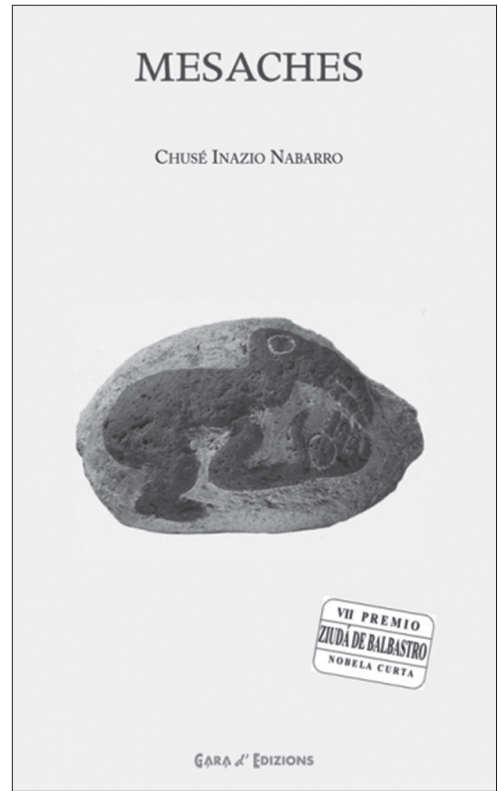 MESACHES
CHUSÉ INAZIO NABARRO
VII PREMIO
ZIUDÁ DE BALBASTRO
NOBELA CURTA
GARA d' EDIZIONS